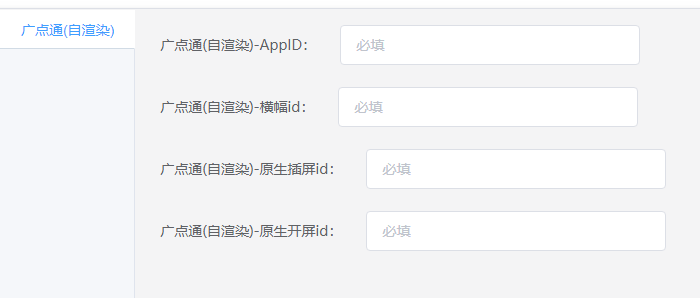 广点通(自渲染)
广点通(自渲染)-AppID： 必填
广点通(自渲染)-横幅id： 必填
广点通(自渲染)-原生插屏id： 必填
广点通(自渲染)-原生开屏id： 必填